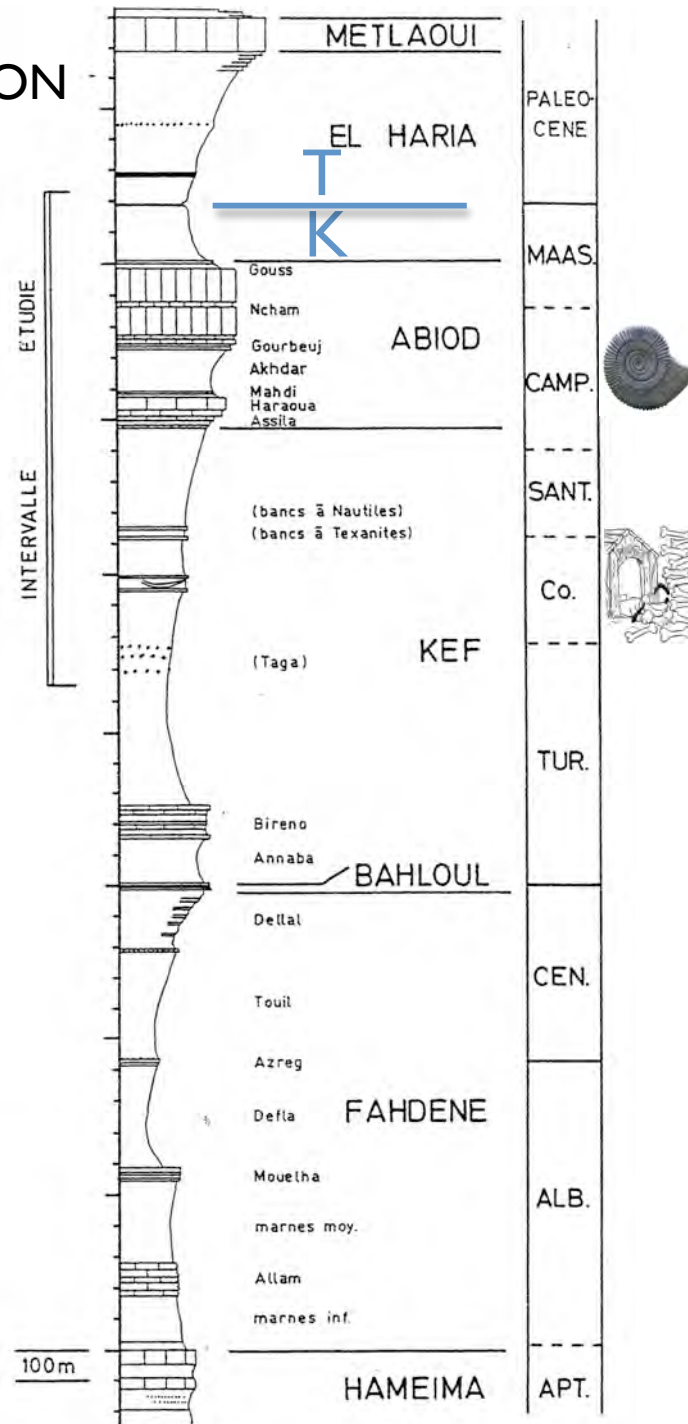 ON
METLAOUI
PALEO-
CENE
EL HARIA
T
K
MAAS.
Gouss
Ncham
ABIOD
Gourbeuj
Akhdar
CAMP.
Mahdi
Haraoua
Assila
ETUDIE
INTERVALLE
SANT.
(bancs ā Nautiles)
(bancs ā Texanites)
Co.
KEF
(Taga)
TUR.
Bireno
Annaba
BAHLOUL
Dellal
CEN.
Touil
Azreg
Defla
FAHDENE
Mouelha
ALB.
marnes moy.
Allam
marnes inf.
100m
HAMEIMA
APT.